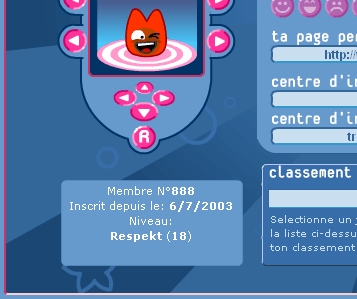 ta page pe
http:/
centre d'i
centre d'i
tr
R
classement
Membre N°888
Inscrit depuis le: 6/7/2003
Niveau:
Respekt (18)
Selectionne un
la liste ci-dessu
ton classement